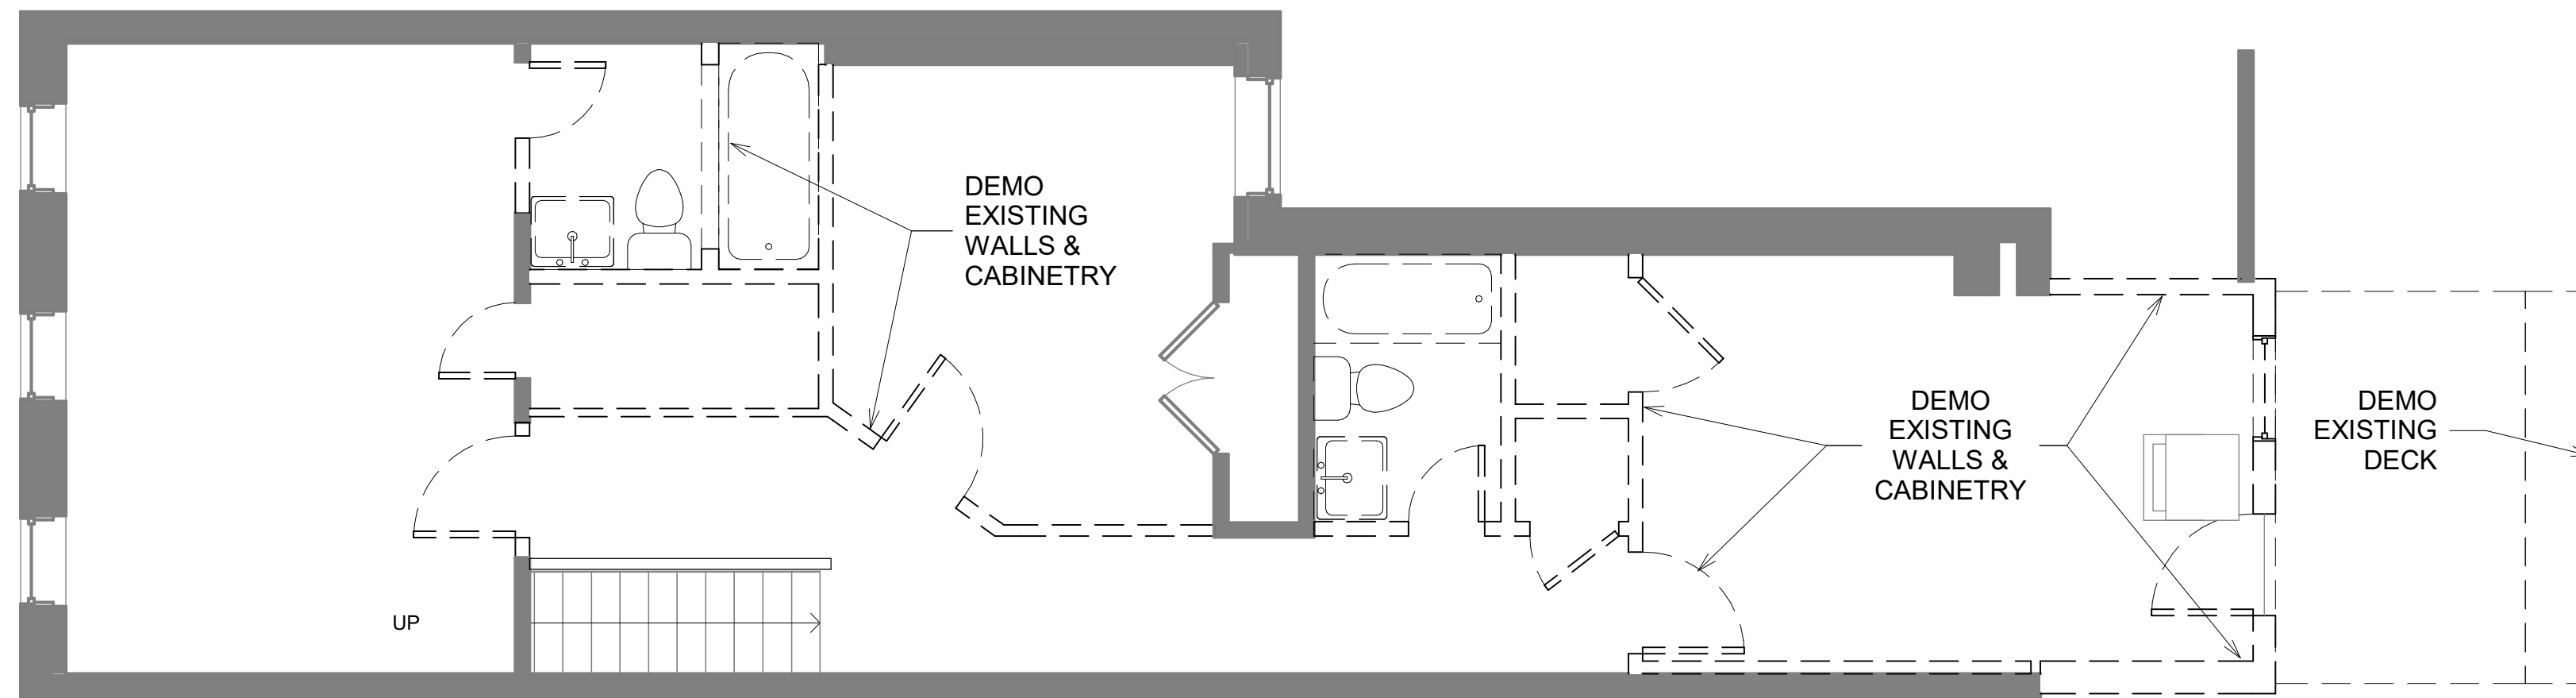 DEMO
EXISTING
WALLS &
CABINETRY
DEMO
EXISTING
WALLS &
CABINETRY
DEMO
EXISTING
DECK
UP